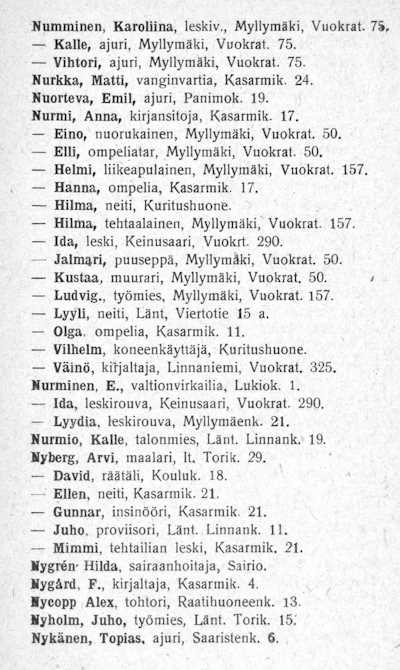 Numminen, Karoliina, leskiv., Myllymäki, Vuokrat. 75.
— Kalle, ajuri, Myllymäki, Vuokrat. 75.
— Vihtori, ajuri, Myllymäki, Vuokrat. 75.
Nurkka, Matti, vanginvartia, Kasarmik. 24.
Nuorteva, Emil, ajuri, Panimok. 19.
Nurmi, Anna, kirjansitoja, Kasarmik. 17.
— Eino, nuorukainen, Myllymäki, Vuokrat. 50.
— Elli, ompeliatar, Myllymäki, Vuokrat. 50.
— Helmi, liikeapulainen, Myllymäki, Vuokrat. 157.
— Hanna, ompelia, Kasarmik. 17.
— Hilma, neiti, Kuritushuone.
— Hilma, tehtaalainen, Myllymäki, Vuokrat. 157.
— Ida, leski, Keinusaari, Vuokrt. 290.
— Jalmari, puuseppä, Myllymäki, Vuokrat. 50.
— Kustaa, muurari, Myllymäki, Vuokrat. 50.
— Ludvig., työmies, Myllymäki, Vuokrat. 157.
— Lyyli, neiti, Länt, Viertotie 15 a.
— Olga, ompelia, Kasarmik. 11.
— Vilhelm, koneenkäyttäjä, Kuritushuone.
— Väinö, kirjaltaja, Linnaniemi, Vuokrat. 325.
Nurminen, E., valtionvirkailia, Lukiok. 1.
— Ida, leskirouva, Keinusaari, Vuokrat. 290.
— Lyydia, leskirouva, Myllymäenk. 21.
Nurmio, Kalle, talonmies, Länt. Linnank. 19.
Nyberg, Arvi, maalari, It. Torik. 29.
— David, räätäli, Kouluk. 18.
— Ellen, neiti, Kasarmik. 21.
— Gunnar, insinööri, Kasarmik. 21.
— Juho, proviisori, Länt. Linnank. 11.
— Mimmi, tehtailian leski, Kasarmik. 21.
Nygrén Hilda, sairaanhoitaja, Sairio.
Nygård, F., kirjaltaja, Kasarmik. 4.
Nycopp Alex, tohtori, Raatihuoneenk. 13.
Nyholm, Juho, työmies, Länt. Torik. 15.
Nykänen, Topias, ajuri, Saaristenk. 6.